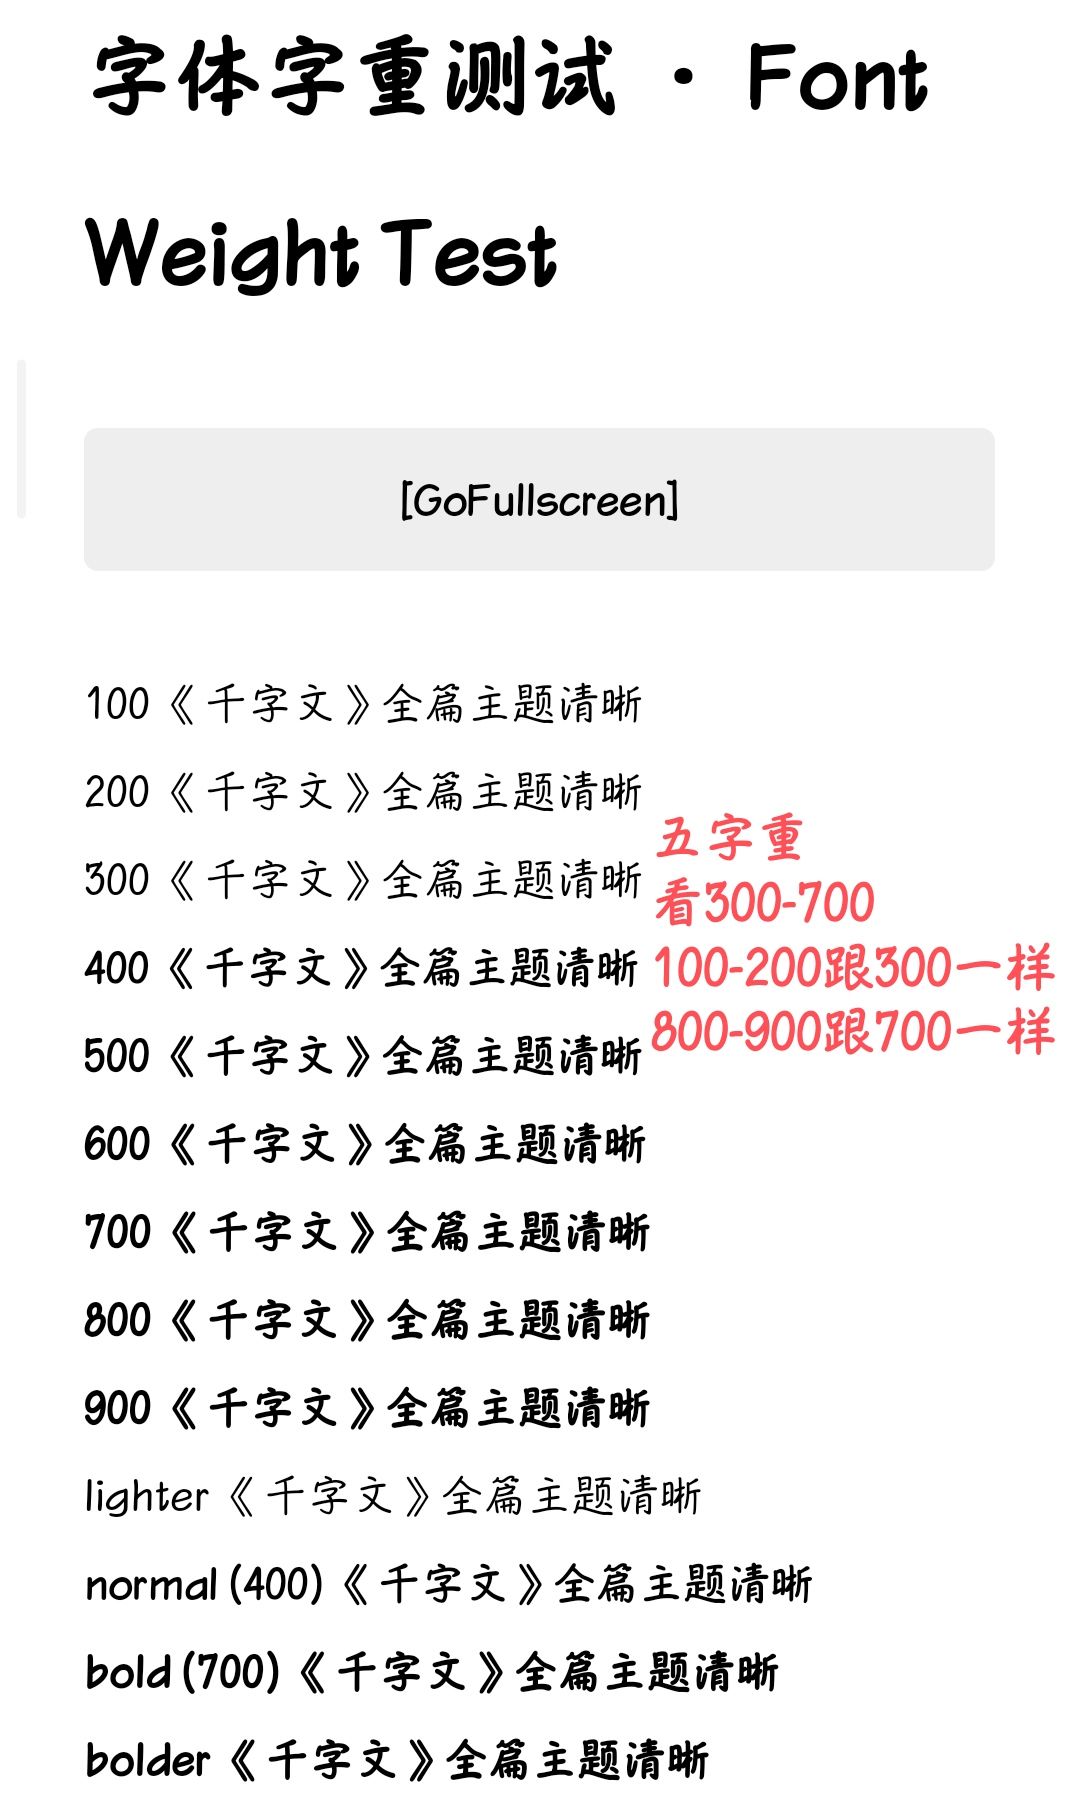 字体字重测试 · Font
Weight Test
[GoFullscreen]
100《千字文》全篇主题清晰
200《千字文》全篇主题清晰
300《千字文》全篇主题清晰
400《千字文》全篇主题清晰
500《千字文》全篇主题清晰
600《千字文》全篇主题清晰
700《千字文》全篇主题清晰
800《千字文》全篇主题清晰
900《千字文》全篇主题清晰
lighter《千字文》全篇主题清晰
normal (400)《千字文》全篇主题清晰
bold (700)《千字文》全篇主题清晰
bolder《千字文》全篇主题清晰
五字重
看300-700
100-200跟300一样
800-900跟700一样